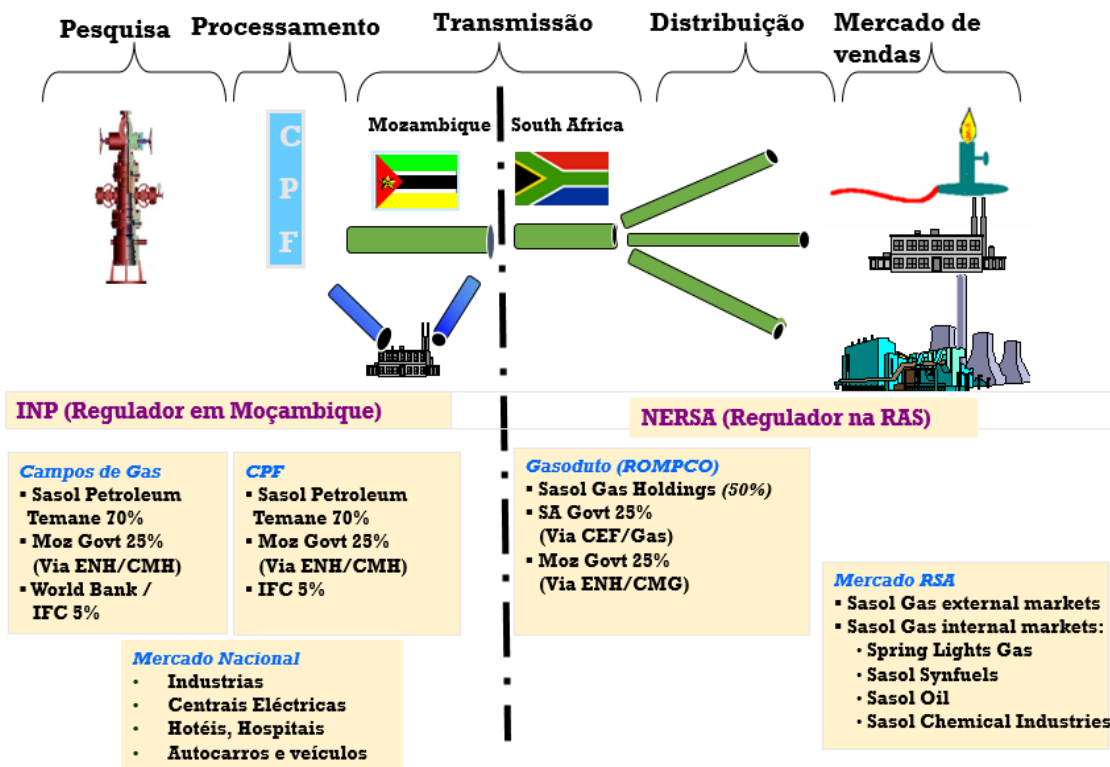 Pesquisa
Processamento
Transmissão
Distribuição
Mercado de
vendas
Mozambique
South Africa
C
P
F
INP (Regulador em Moçambique)
NERSA (Regulador na RAS)
Campos de Gas
▪ Sasol Petroleum
Temane 70%
▪ Moz Govt 25%
(Via ENH/CMH)
▪ World Bank /
IFC 5%
CPF
▪ Sasol Petroleum
Temane 70%
▪ Moz Govt 25%
(Via ENH/CMH)
▪ IFC 5%
Gasoduto (ROMPCO)
▪ Sasol Gas Holdings (50%)
▪ SA Govt 25%
(Via CEF/Gas)
▪ Moz Govt 25%
(Via ENH/CMG)
Mercado RSA
▪ Sasol Gas external markets
▪ Sasol Gas internal markets:
• Spring Lights Gas
• Sasol Synfuels
• Sasol Oil
• Sasol Chemical Industries
Mercado Nacional
• Industrias
• Centrais Eléctricas
• Hotéis, Hospitais
• Autocarros e veículos